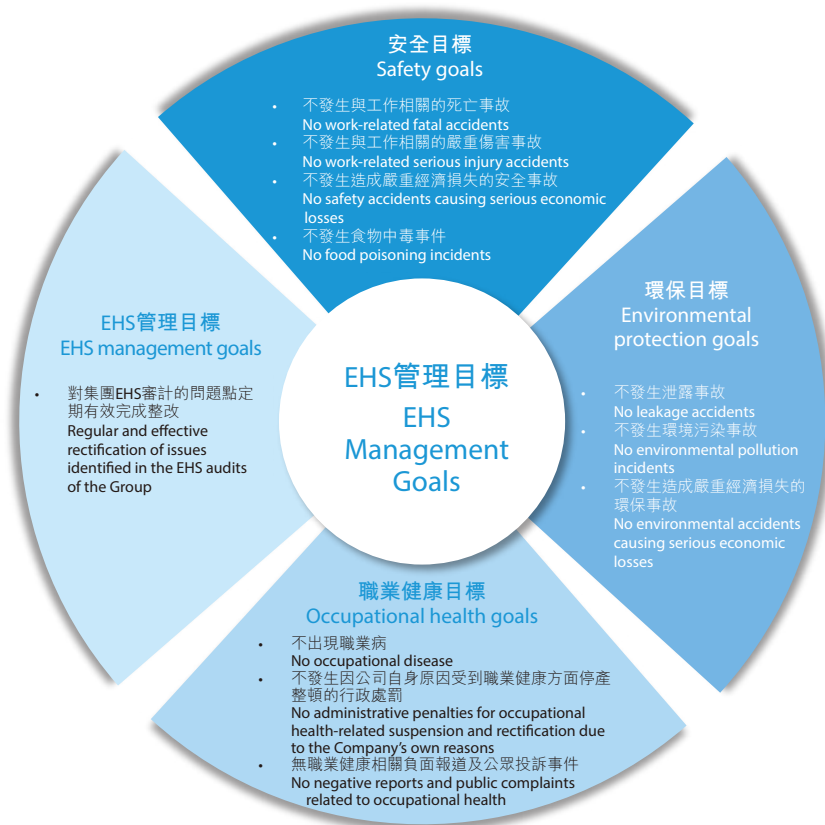 安全目標
Safety goals
• 不發生與工作相關的死亡事故
No work-related fatal accidents
• 不發生與工作相關的嚴重傷害事故
No work-related serious injury accidents
• 不發生造成嚴重經濟損失的安全事故
No safety accidents causing serious economic
losses
• 不發生食物中毒事件
No food poisoning incidents
環保目標
Environmental
protection goals
• 不發生泄露事故
No leakage accidents
• 不發生環境污染事故
No environmental pollution
incidents
• 不發生造成嚴重經濟損失的
環保事故
No environmental accidents
causing serious economic
losses
EHS管理目標
EHS management goals
• 對集團EHS審計的問題點定
期有效完成整改
Regular and effective
rectification of issues
identified in the EHS audits
of the Group
EHS管理目標
EHS
Management
Goals
職業健康目標
Occupational health goals
• 不出現職業病
No occupational disease
• 不發生因公司自身原因受到職業健康方面停產
整頓的行政處罰
No administrative penalties for occupational
health-related suspension and rectification due
to the Company's own reasons
• 無職業健康相關負面報道及公眾投訴事件
No negative reports and public complaints
related to occupational health